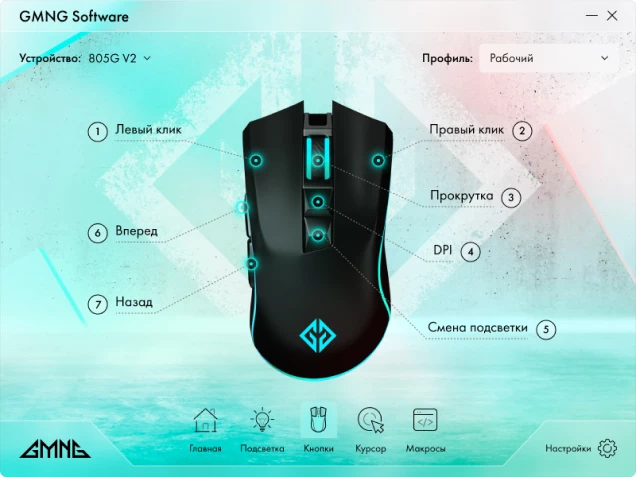 GMNG Software
Устройство: 805G V2
Профиль: Рабочий
1 Левый клик
Правый клик 2
Прокрутка 3
6 Вперед
DPI 4
7 Назад
Смена подсветки 5
Главная Подсветка Кнопки Курсор Макросы
GMNG
Настройки